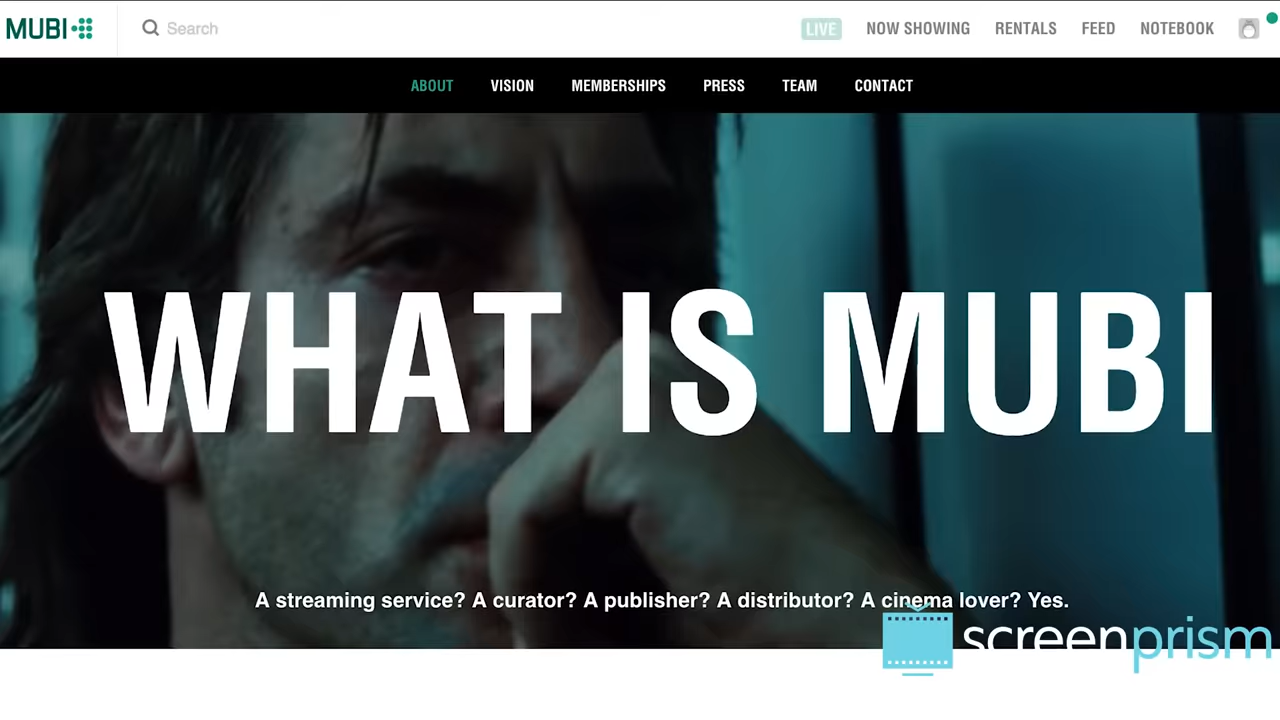 MUBI
Search
LIVE
NOW SHOWING
RENTALS
FEED
NOTEBOOK
ABOUT
VISION
MEMBERSHIPS
PRESS
TEAM
CONTACT
WHAT IS MUBI
A streaming service? A curator? A publisher? A distributor? A cinema lover? Yes.
screenprism